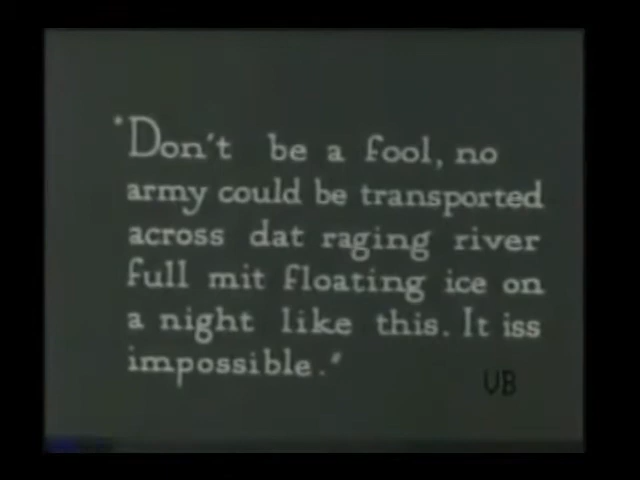 "Don't be a fool, no
army could be transported
across dat raging river
full mit floating ice on
a night like this. It iss
impossible."
VB